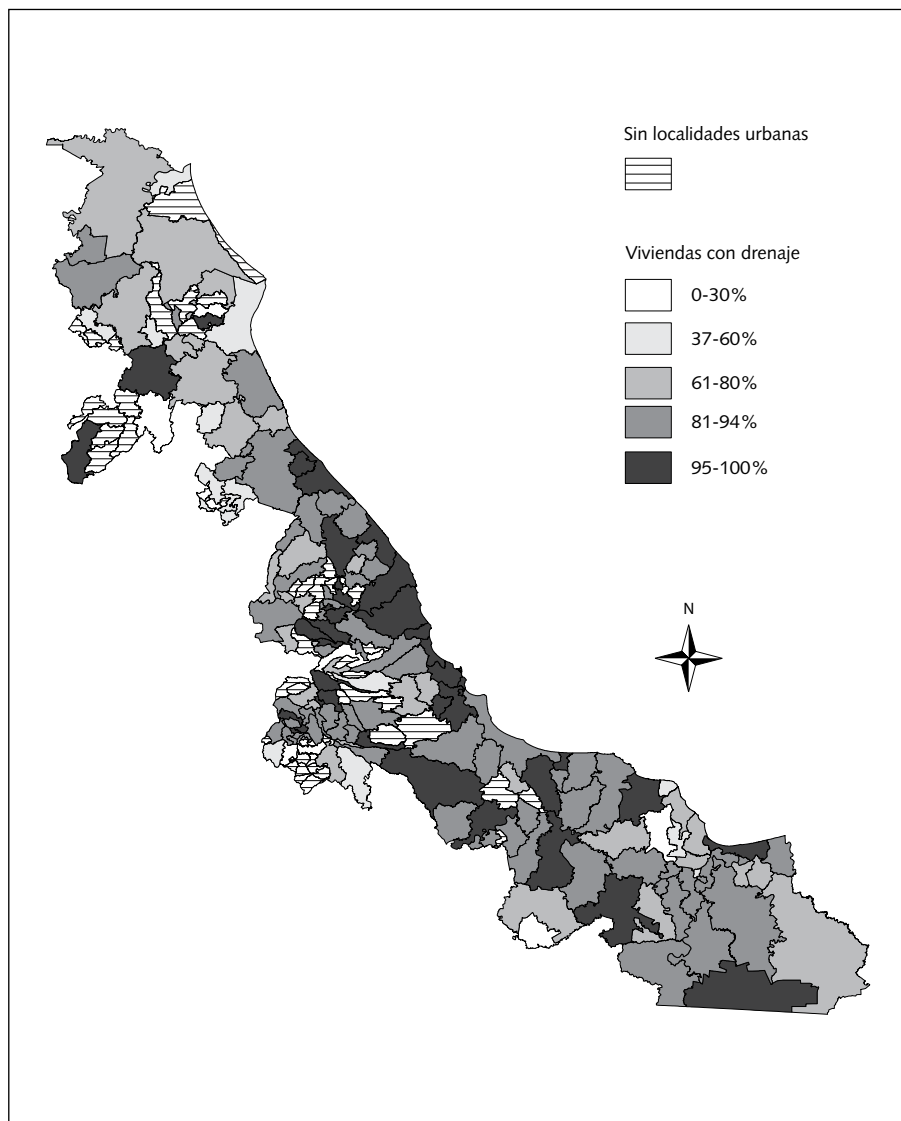 Sin localidades urbanas
Viviendas con drenaje
0-30%
37-60%
61-80%
81-94%
95-100%
N